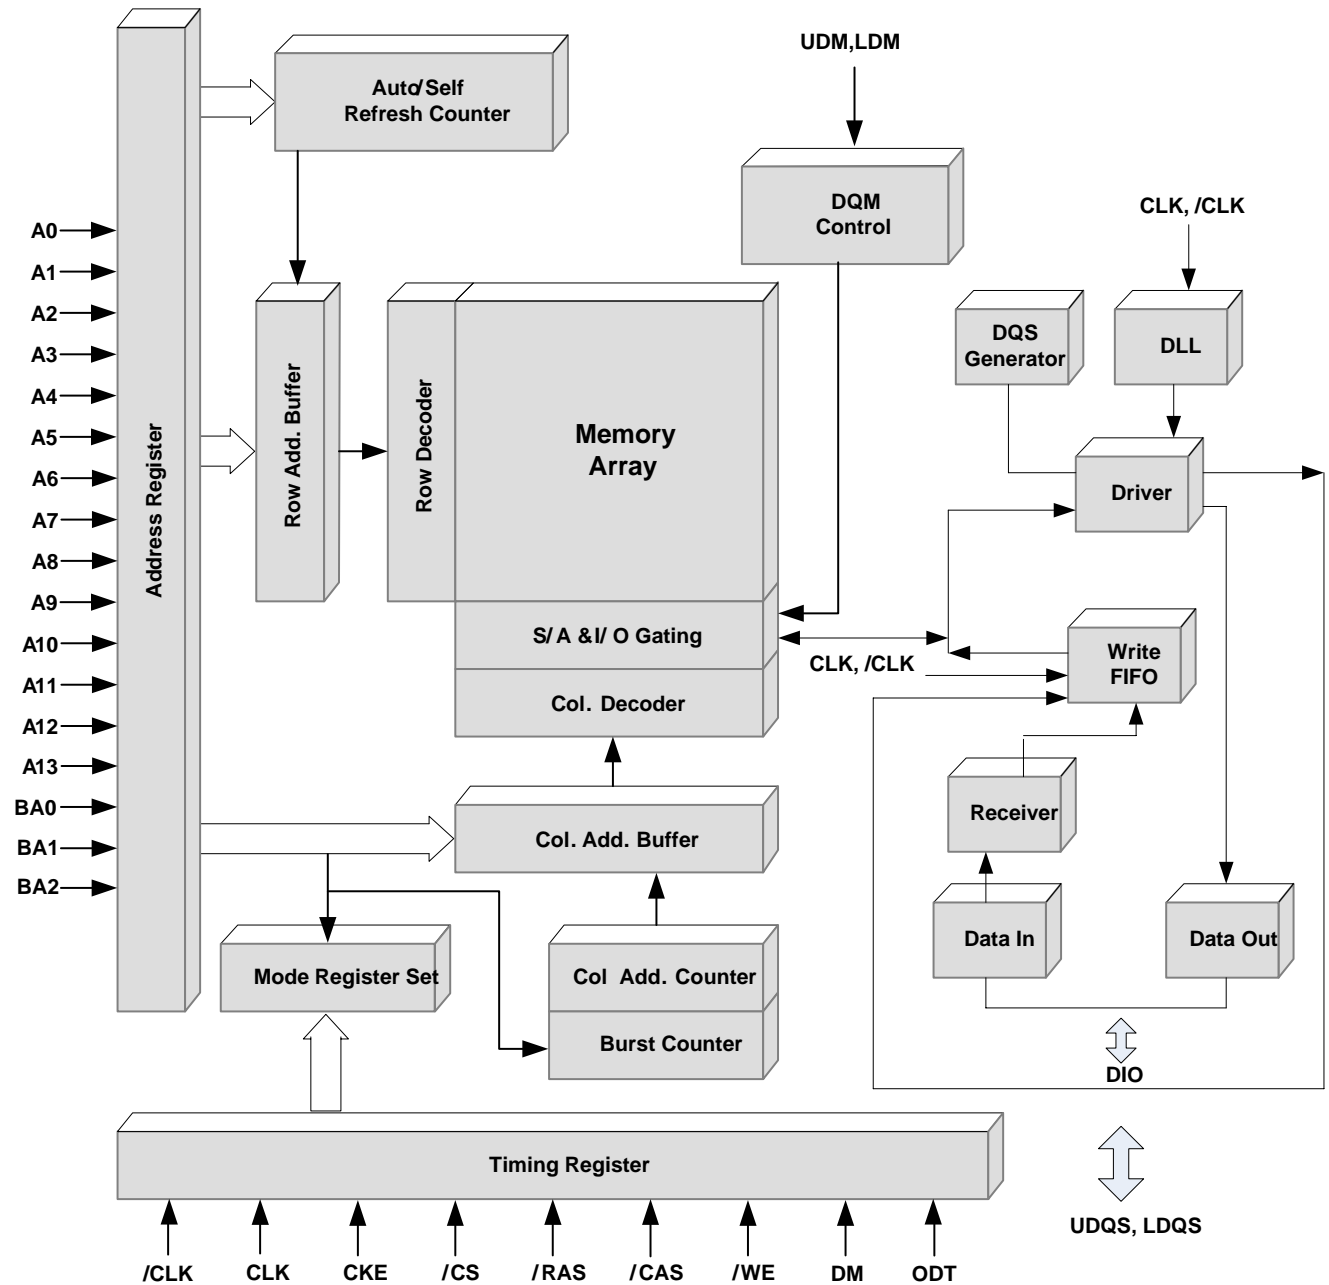 Auto/Self
Refresh Counter
UDM,LDM
DQM
Control
CLK, /CLK
A0
A1
A2
A3
A4
A5
A6
A7
A8
A9
A10
A11
A12
A13
BA0
BA1
BA2
Address Register
Row Add. Buffer
Row Decoder
Memory
Array
DQS
Generator
DLL
Driver
S/ A &I/ O Gating
CLK, /CLK
Write
FIFO
Col. Decoder
Receiver
Col. Add. Buffer
Data In
Data Out
Mode Register Set
Col Add. Counter
Burst Counter
DIO
Timing Register
UDQS, LDQS
/CLK
CLK
CKE
/CS
/RAS
/CAS
/WE
DM
ODT